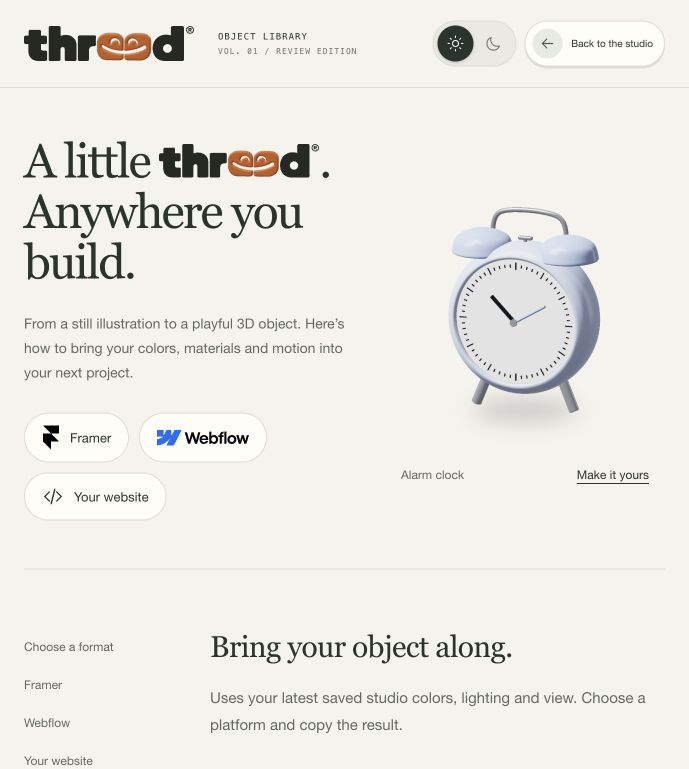 threed®
OBJECT LIBRARY
VOL. 01 / REVIEW EDITION
Back to the studio
A little threed®.
Anywhere you
build.
From a still illustration to a playful 3D object. Here’s
how to bring your colors, materials and motion into
your next project.
Framer
Webflow
Your website
Alarm clock
Make it yours
Choose a format
Framer
Webflow
Your website
Bring your object along.
Uses your latest saved studio colors, lighting and view. Choose a
platform and copy the result.